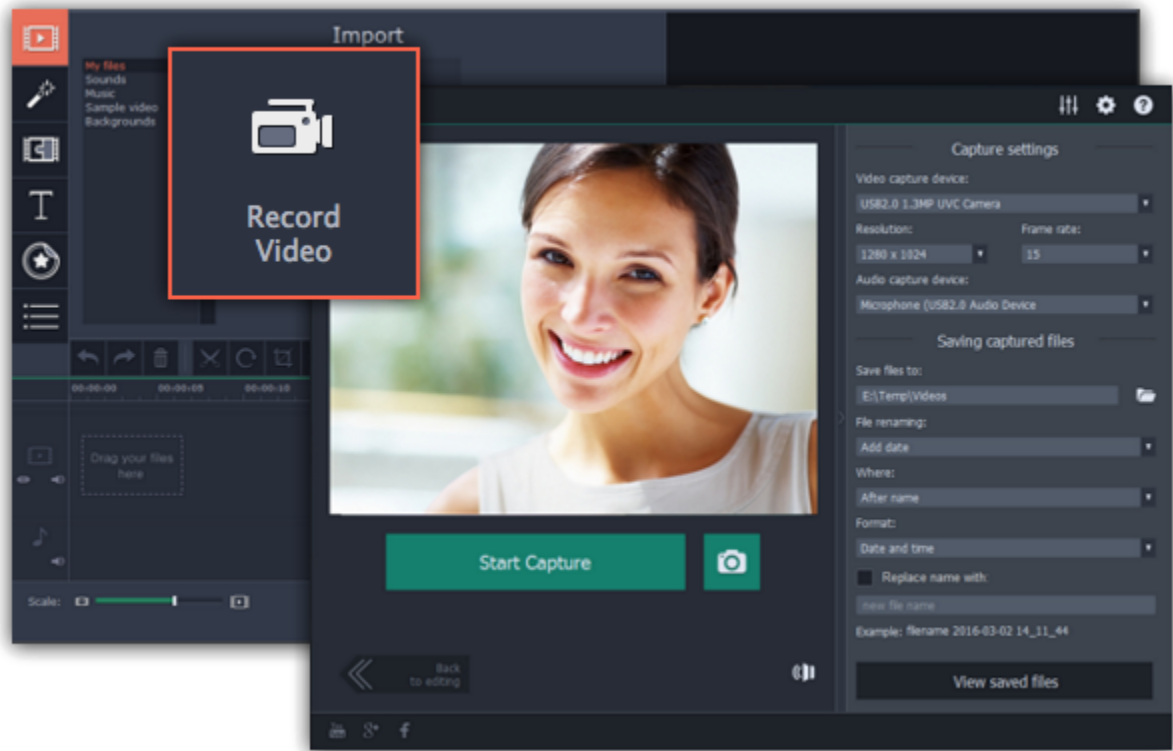 Import
My files
Sounds
Music
Sample video
Backgrounds
Record
Video
T
00:00:00
00:00:05
00:00:10
Drag your files
here
Scale:
Start Capture
Back
to editing
You
g+
f
?
Capture settings
Video capture device:
USB2.0 1.3MP UVC Camera
Resolution:
Frame rate:
1280 x 1024
15
Audio capture device:
Microphone (USB2.0 Audio Device
Saving captured files
Save files to:
E:\Temp\Videos
File renaming:
Add date
Where:
After name
Format:
Date and time
Replace name with:
new file name
Example: filename 2016-03-02 14_11_44
View saved files